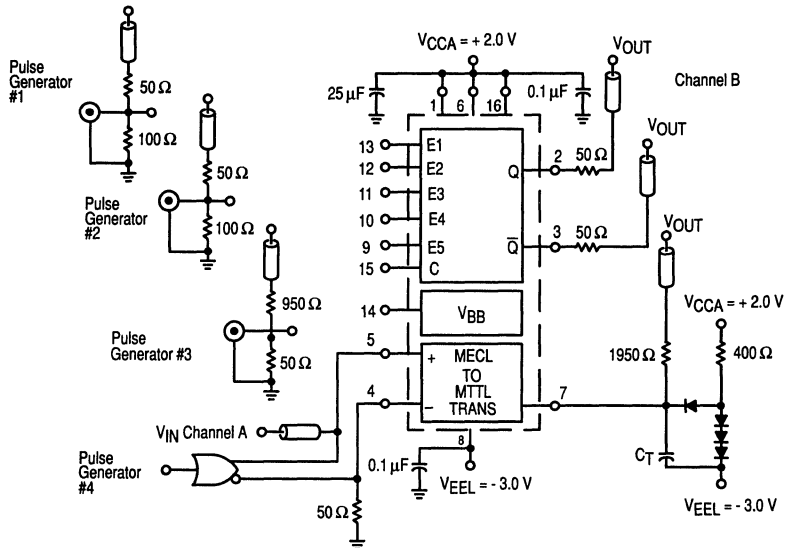 Pulse
Generator
#1
50 Ω
100 Ω
Pulse
Generator
#2
50 Ω
100 Ω
Pulse
Generator #3
950 Ω
50 Ω
VIN Channel A
Pulse
Generator
#4
50 Ω
VCCA = + 2.0 V
25 µF
0.1 µF
1
6
16
13
E1
12
E2
11
E3
10
E4
9
E5
15
C
Q
2
50 Ω
Q̅
3
50 Ω
14
VBB
5
+
4
–
MECL
TO
MTTL
TRANS
7
8
0.1 µF
VEEL = - 3.0 V
VOUT
Channel B
VOUT
VOUT
VCCA = + 2.0 V
1950 Ω
400 Ω
CT
VEEL = - 3.0 V